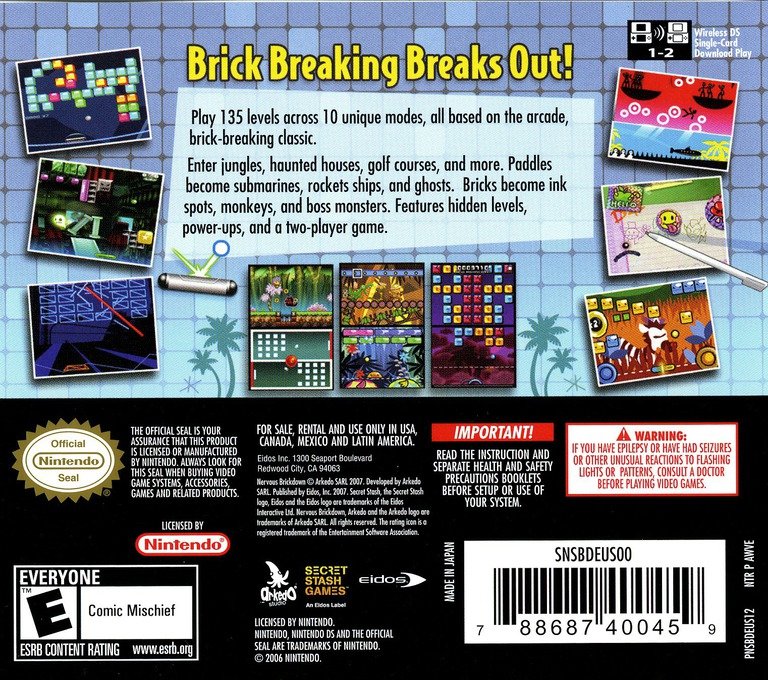 Brick Breaking Breaks Out!
Wireless DS
Single-Card
Download Play
1-2
Play 135 levels across 10 unique modes, all based on the arcade,
brick-breaking classic.
Enter jungles, haunted houses, golf courses, and more. Paddles
become submarines, rockets ships, and ghosts. Bricks become ink
spots, monkeys, and boss monsters. Features hidden levels,
power-ups, and a two-player game.
Official
Nintendo
Seal
THE OFFICIAL SEAL IS YOUR
ASSURANCE THAT THIS PRODUCT
IS LICENSED OR MANUFACTURED
BY NINTENDO. ALWAYS LOOK FOR
THIS SEAL WHEN BUYING VIDEO
GAME SYSTEMS, ACCESSORIES,
GAMES AND RELATED PRODUCTS.
LICENSED BY
Nintendo®
FOR SALE, RENTAL AND USE ONLY IN USA,
CANADA, MEXICO AND LATIN AMERICA.
Eidos Inc. 1300 Seaport Boulevard
Redwood City, CA 94063
Nervous Brickdown © Arkedo SARL 2007. Developed by Arkedo
SARL. Published by Eidos, Inc. 2007. Secret Stash, the Secret Stash
logo, Eidos and the Eidos logo are trademarks of the Eidos
Interactive Ltd. Nervous Brickdown, Arkedo and the Arkedo logo are
trademarks of Arkedo SARL. All rights reserved. The rating icon is a
registered trademark of the Entertainment Software Association.
IMPORTANT!
READ THE INSTRUCTION AND
SEPARATE HEALTH AND SAFETY
PRECAUTIONS BOOKLETS
BEFORE SETUP OR USE OF
YOUR SYSTEM.
WARNING:
IF YOU HAVE EPILEPSY OR HAVE HAD SEIZURES
OR OTHER UNUSUAL REACTIONS TO FLASHING
LIGHTS OR PATTERNS, CONSULT A DOCTOR
BEFORE PLAYING VIDEO GAMES.
EVERYONE
E
TM
Comic Mischief
ESRB CONTENT RATING www.esrb.org
arkedo
studio
SECRET
STASH
GAMES™
An Eidos Label
eidos
LICENSED BY NINTENDO.
NINTENDO, NINTENDO DS AND THE OFFICIAL
SEAL ARE TRADEMARKS OF NINTENDO.
© 2006 NINTENDO.
MADE IN JAPAN
SNSBDEUS00
7 88687 40045 9
PNSBDEUS12 NTR P AWVE